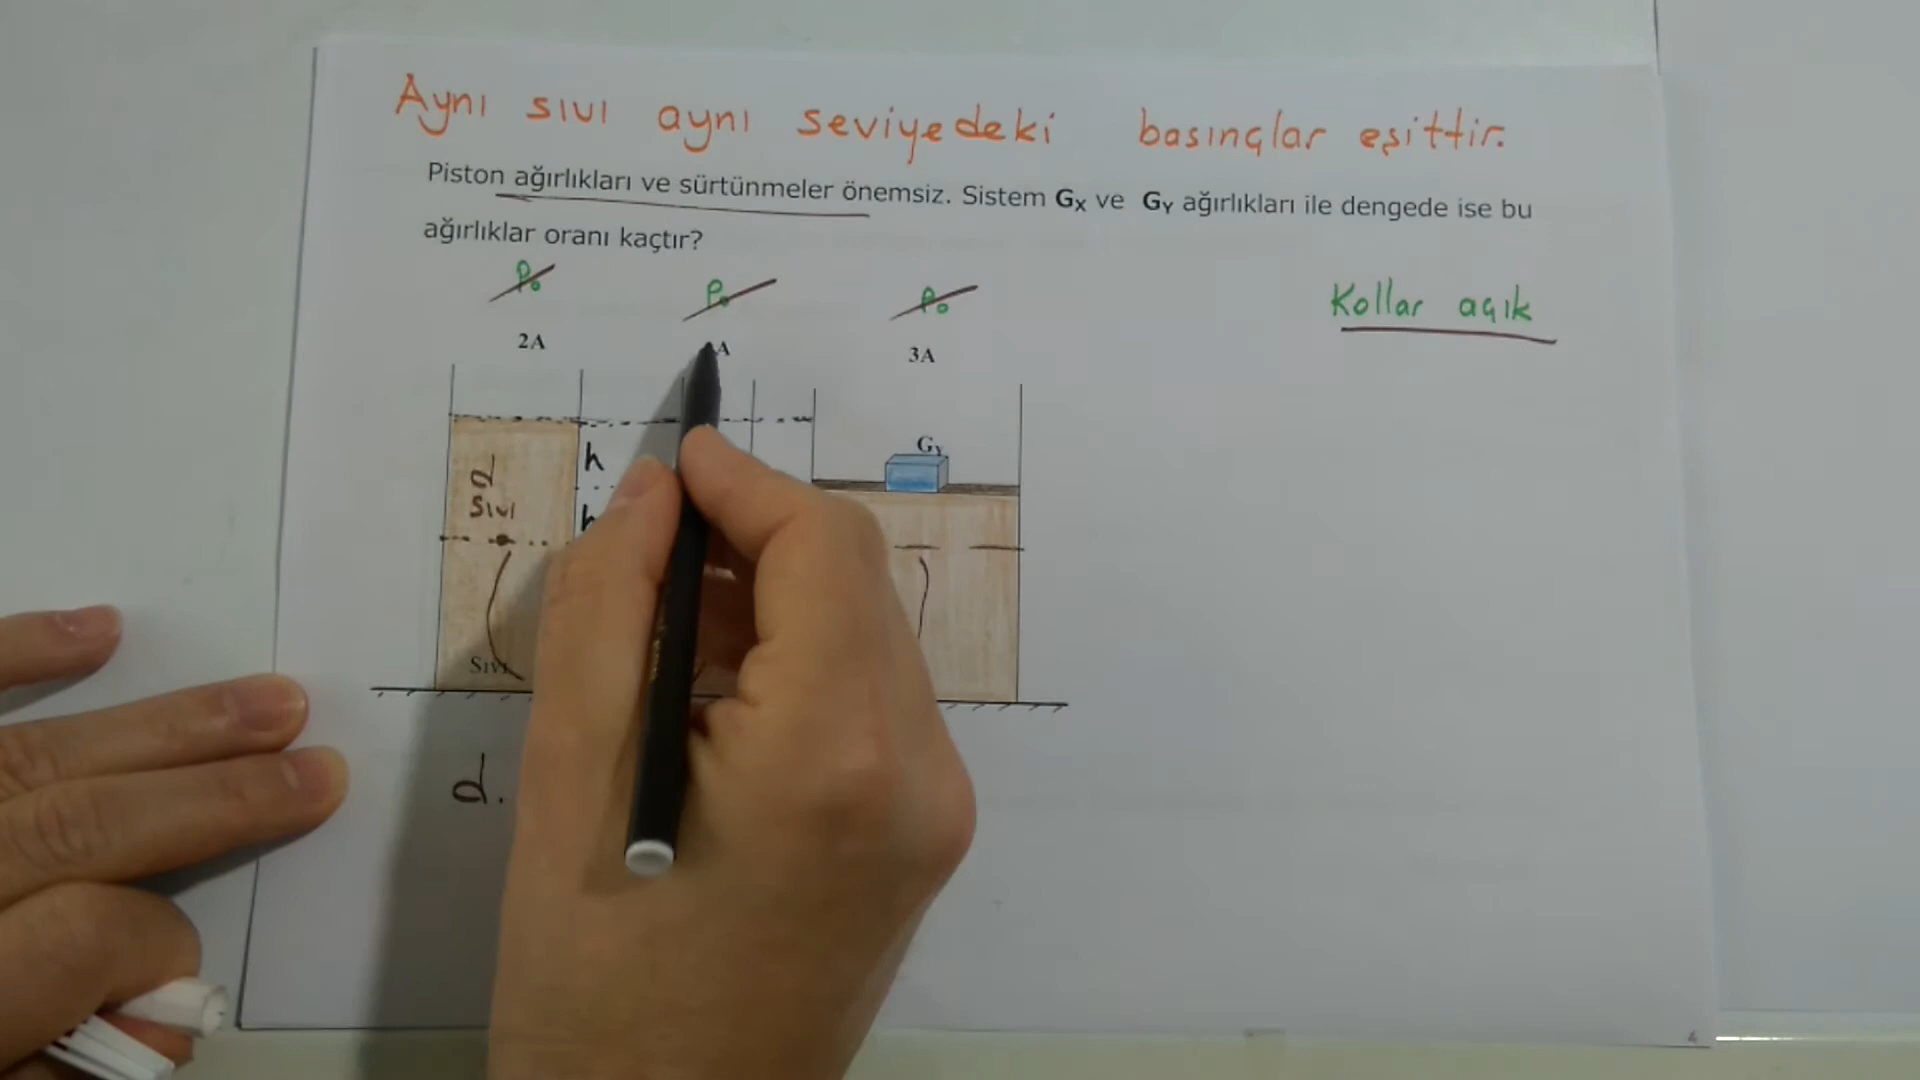 Aynı sıvı aynı seviyedeki basınçlar eşittir.
Piston ağırlıkları ve sürtünmeler önemsiz. Sistem Gx ve GY ağırlıkları ile dengede ise bu
ağırlıklar oranı kaçtır?
P₀ P₀ P₀
Kollar açık
2A A 3A
GY
h
d
sıvı
h
Sıvı
d.
4